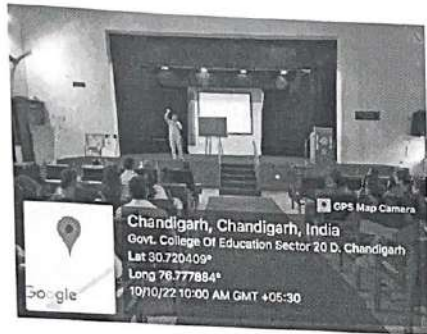 GPS Map Camera
Chandigarh, Chandigarh, India
Govt. College Of Education Sector 20 D. Chandigarh
Lat 30.720409°
Long 76.777884°
10/10/22 10:00 AM GMT +05:30
Google